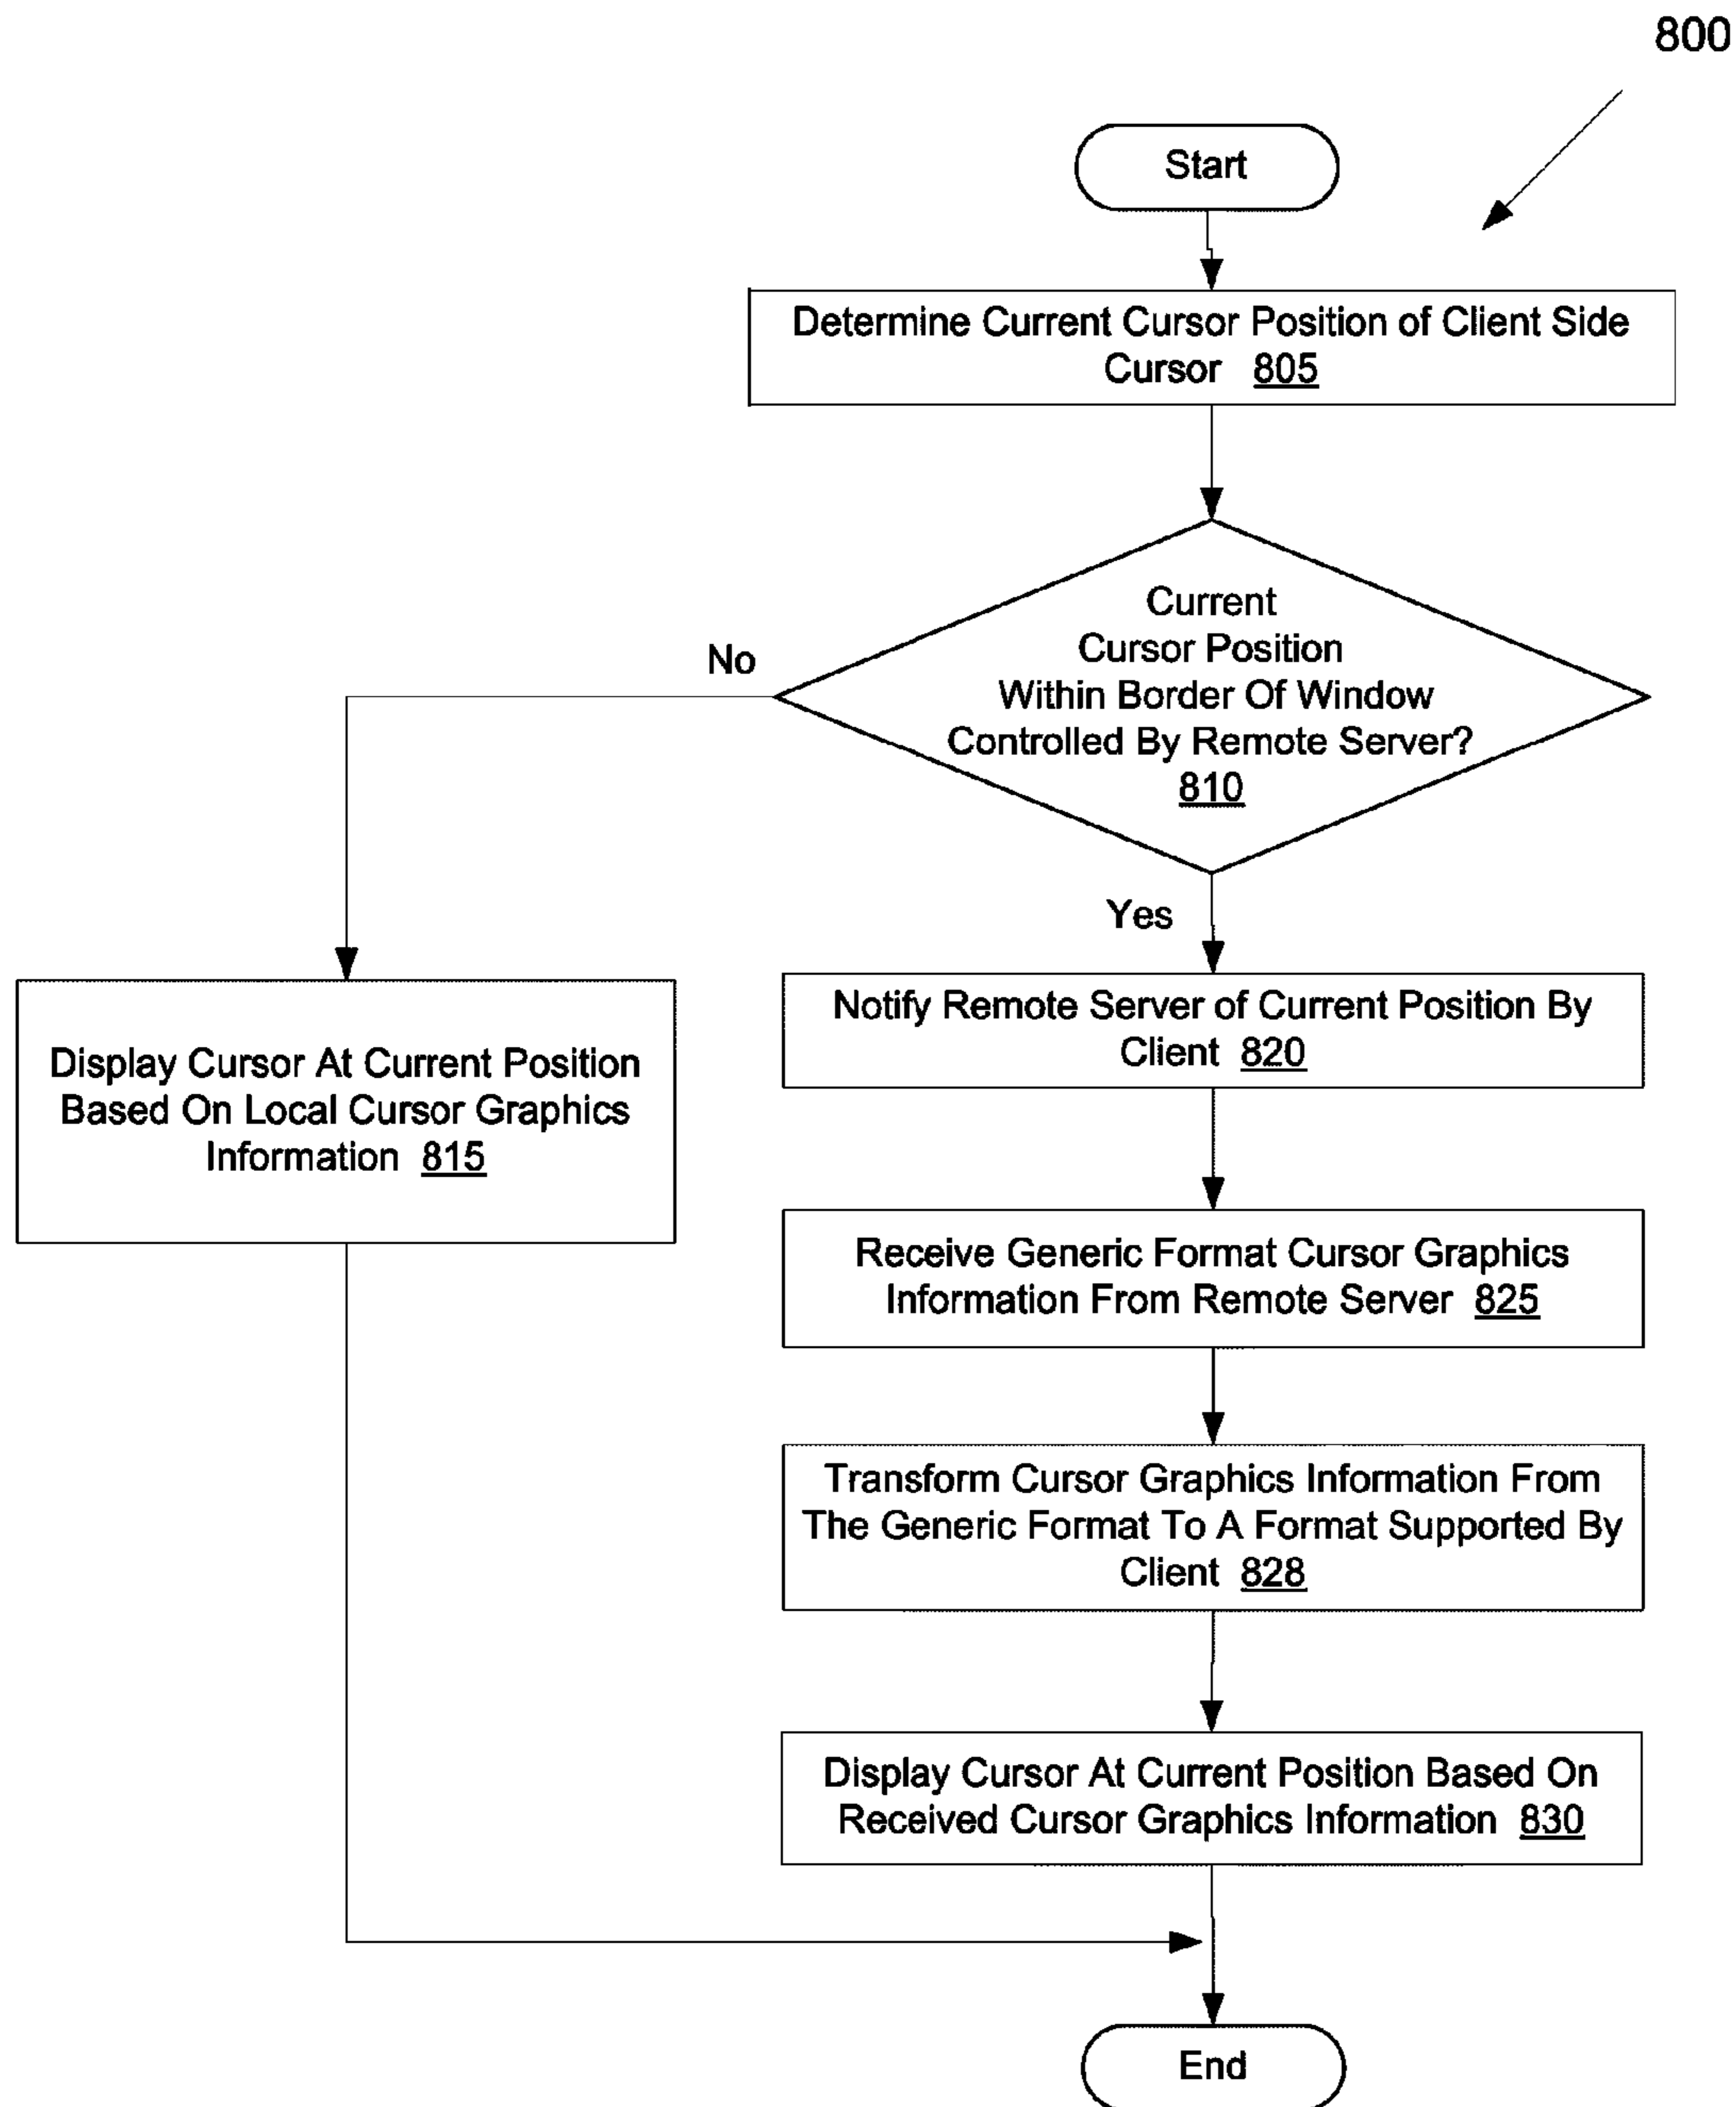 800
Start
Determine Current Cursor Position of Client Side
Cursor 805
Current
Cursor Position
Within Border Of Window
Controlled By Remote Server?
810
No
Yes
Notify Remote Server of Current Position By
Client 820
Display Cursor At Current Position
Based On Local Cursor Graphics
Information 815
Receive Generic Format Cursor Graphics
Information From Remote Server 825
Transform Cursor Graphics Information From
The Generic Format To A Format Supported By
Client 828
Display Cursor At Current Position Based On
Received Cursor Graphics Information 830
End